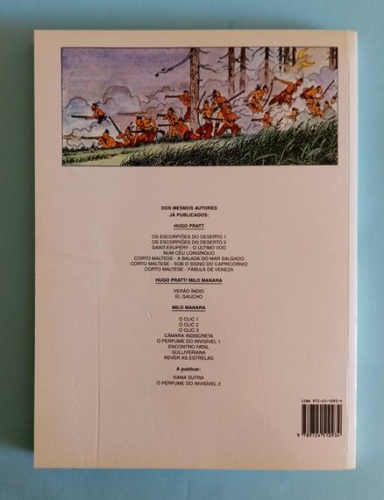 DOS MESMOS AUTORES
JÁ PUBLICADOS:
HUGO PRATT
OS ESCORPIÕES DO DESERTO 1
OS ESCORPIÕES DO DESERTO 2
SAINT-EXUPÉRY - O ÚLTIMO VOO
NUM CÉU LONGÍNQUO
CORTO MALTESE - A BALADA DO MAR SALGADO
CORTO MALTESE - SOB O SIGNO DO CAPRICÓRNIO
CORTO MALTESE - FÁBULA DE VENEZA
HUGO PRATT/ MILO MANARA
VERÃO ÍNDIO
EL GAUCHO
MILO MANARA
O CLIC 1
O CLIC 2
O CLIC 3
CÂMARA INDISCRETA
O PERFUME DO INVISÍVEL 1
ENCONTRO FATAL
GULLIVERIANA
REVER AS ESTRELAS
A publicar:
KAMA SUTRA
O PERFUME DO INVISÍVEL 2